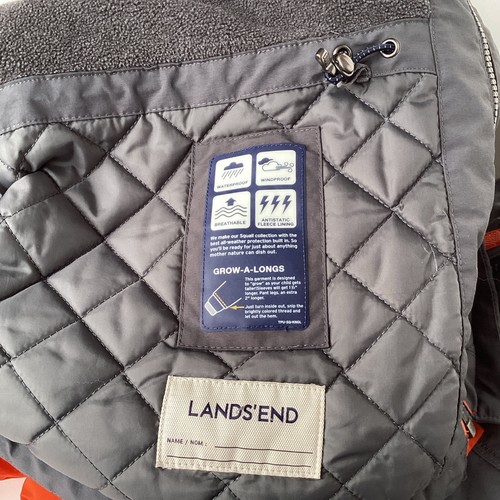 WATERPROOF
WINDPROOF
BREATHABLE
ANTISTATIC
FLEECE LINING
We make our Squall collection with the
best all-weather protection built in. So
you'll be ready for just about anything
mother nature can dish out.
GROW-A-LONGS
This garment is designed
to "grow" as your child gets
taller!Sleeves will get 1½"
longer. Pant legs, an extra
2" longer.
Just turn inside out, snip the
brightly colored thread and
let out the hem.
LANDS'END
NAME / NOM :